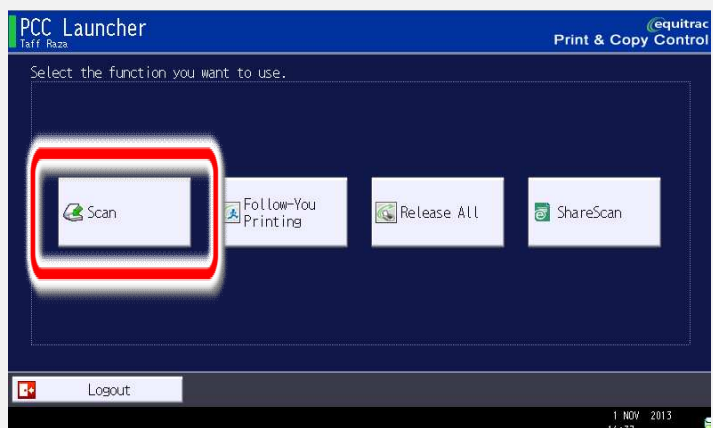 PCC Launcher
Taff Raza
equitrac
Print & Copy Control
Select the function you want to use.
Scan
Follow-You
Printing
Release All
ShareScan
Logout
1 NOV 2013